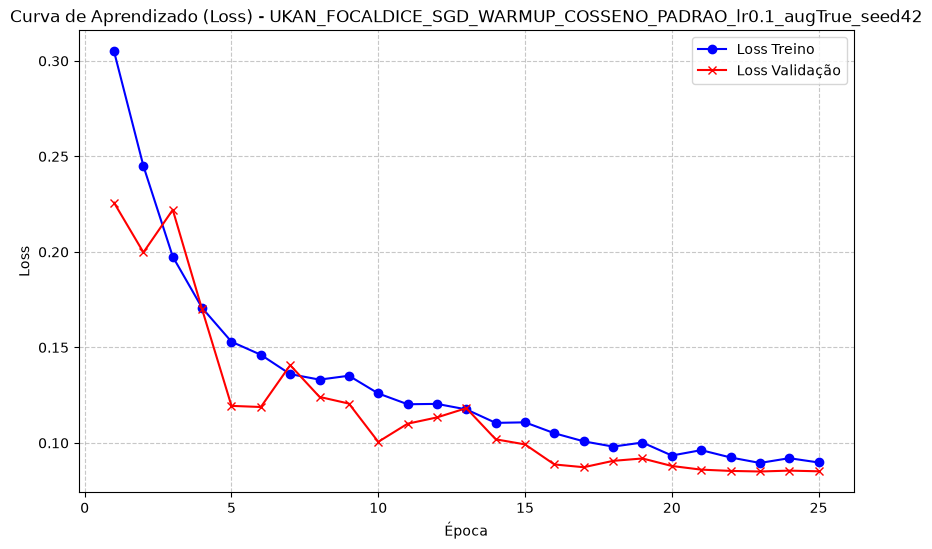 Curva de Aprendizado (Loss) - UKAN_FOCALDICE_SGD_WARMUP_COSSENO_PADRAO_lr0.1_augTrue_seed42
Loss Treino
Loss Validação
0.30
0.25
0.20
0.15
0.10
Loss
0
5
10
15
20
25
Época